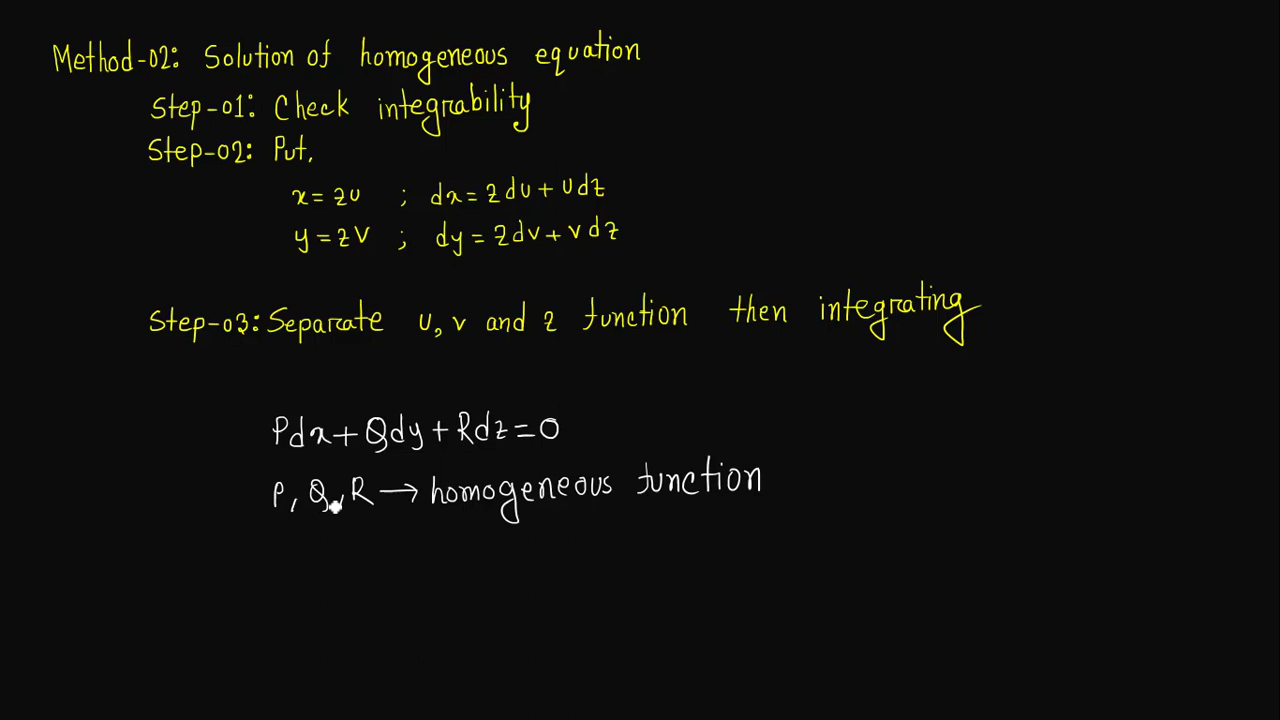 Method-02: Solution of homogeneous equation
Step-01: Check integrability
Step-02: Put,
x = zu ; dx = zdu + udz
y = zv ; dy = zdv + vdz
Step-03: Separate u, v and z function then integrating
Pdx + Qdy + Rdz = 0
P, Q, R → homogeneous function